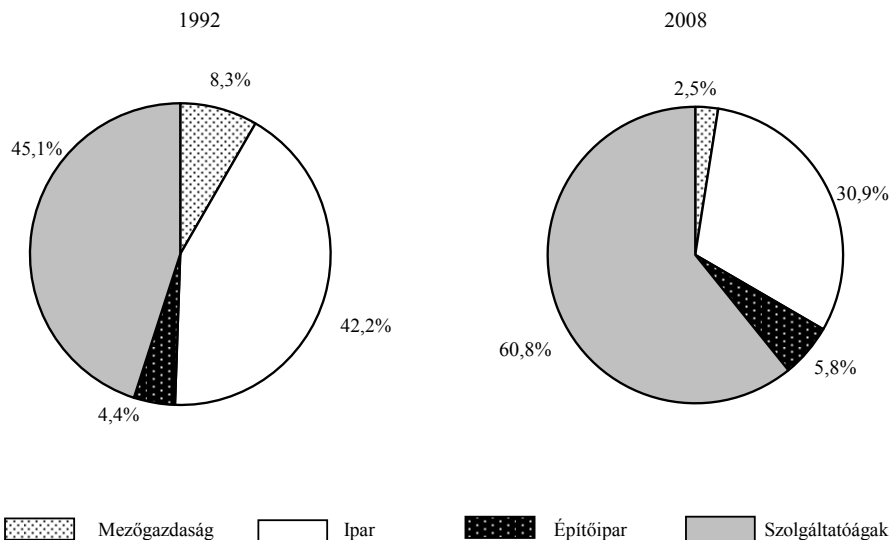 1992
2008
8,3%
45,1%
42,2%
4,4%
2,5%
30,9%
60,8%
5,8%
Mezőgazdaság
Ipar
Építőipar
Szolgáltatóágak